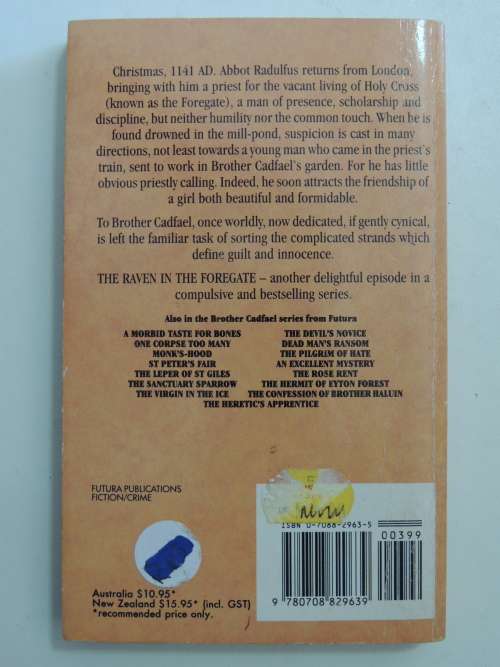 Christmas, 1141 AD. Abbot Radulfus returns from London,
bringing with him a priest for the vacant living of Holy Cross
(known as the Foregate), a man of presence, scholarship and
discipline, but neither humility nor the common touch. When he is
found drowned in the mill-pond, suspicion is cast in many
directions, not least towards a young man who came in the priest's
train, sent to work in Brother Cadfael's garden. For he has little
obvious priestly calling. Indeed, he soon attracts the friendship of
a girl both beautiful and formidable.
To Brother Cadfael, once worldly, now dedicated, if gently cynical,
is left the familiar task of sorting the complicated strands which
define guilt and innocence.
THE RAVEN IN THE FOREGATE – another delightful episode in a
compulsive and bestselling series.
Also in the Brother Cadfael series from Futura
A MORBID TASTE FOR BONES THE DEVIL'S NOVICE
ONE CORPSE TOO MANY DEAD MAN'S RANSOM
MONK'S-HOOD THE PILGRIM OF HATE
ST PETER'S FAIR AN EXCELLENT MYSTERY
THE LEPER OF ST GILES THE ROSE RENT
THE SANCTUARY SPARROW THE HERMIT OF EYTON FOREST
THE VIRGIN IN THE ICE THE CONFESSION OF BROTHER HALUIN
THE HERETIC'S APPRENTICE
FUTURA PUBLICATIONS
FICTION/CRIME
ISBN 0-7088-2963-5
00399
9 780708 829639
Australia $10.95*
New Zealand $15.95* (incl. GST)
*recommended price only.